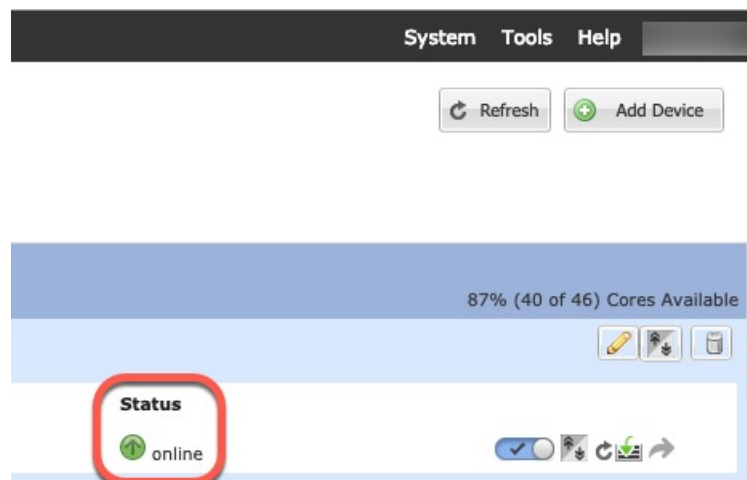 System Tools Help
Refresh Add Device
87% (40 of 46) Cores Available
Status
online